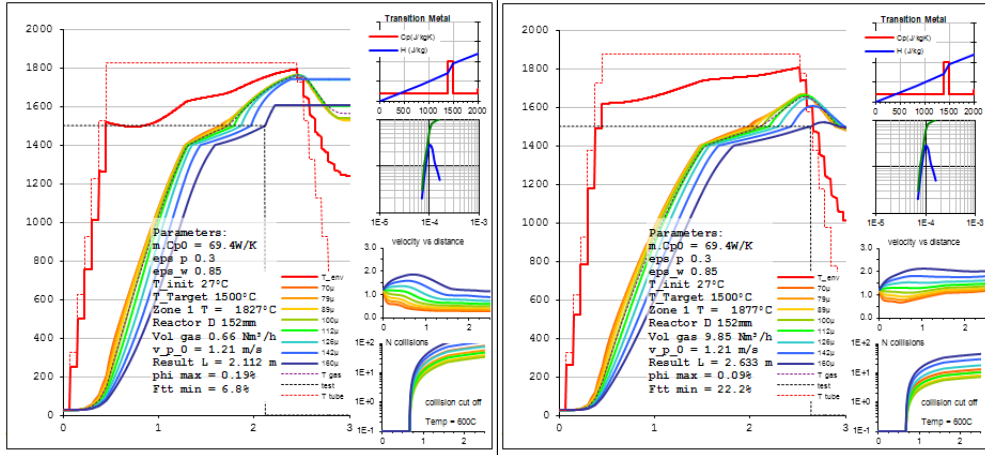 2000
1800
1600
1400
1200
1000
800
600
400
200
0
0
1
2
3
Parameters:
m.Cp0 = 69.4W/K
eps_p 0.3
eps_w 0.85
T_init 27°C
T_Target 1500°C
Zone 1 T = 1827°C
Reactor D 152mm
Vol gas 0.66 Nm³/h
v_p_0 = 1.21 m/s
Result L = 2.112 m
phi max = 0.19%
Ftt min = 6.8%
T_env
70µ
79µ
89µ
100µ
112µ
126µ
142µ
160µ
T gas
test
T tube
Transition Metal
Cp(J/kgK)
H (J/kg)
0
500
1000
1500
2000
1E-5
1E-4
1E-3
velocity vs distance
3.0
2.0
1.0
0.0
0
1
2
N collisions
1E+2
1E+1
1E+0
1E-1
collision cut off
Temp = 600C
0
1
2
2000
1800
1600
1400
1200
1000
800
600
400
200
0
0
1
2
3
Parameters:
m.Cp0 = 69.4W/K
eps_p 0.3
eps_w 0.85
T_init 27°C
T_Target 1500°C
Zone 1 T = 1877°C
Reactor D 152mm
Vol gas 9.85 Nm³/h
v_p_0 = 1.21 m/s
Result L = 2.633 m
phi max = 0.09%
Ftt min = 22.2%
T_env
70µ
79µ
89µ
100µ
112µ
126µ
142µ
160µ
T gas
test
T tube
Transition Metal
Cp(J/kgK)
H (J/kg)
0
500
1000
1500
2000
1E-5
1E-4
1E-3
velocity vs distance
3.0
2.0
1.0
0.0
0
1
2
N collisions
1E+2
1E+1
1E+0
1E-1
collision cut off
Temp = 600C
0
1
2